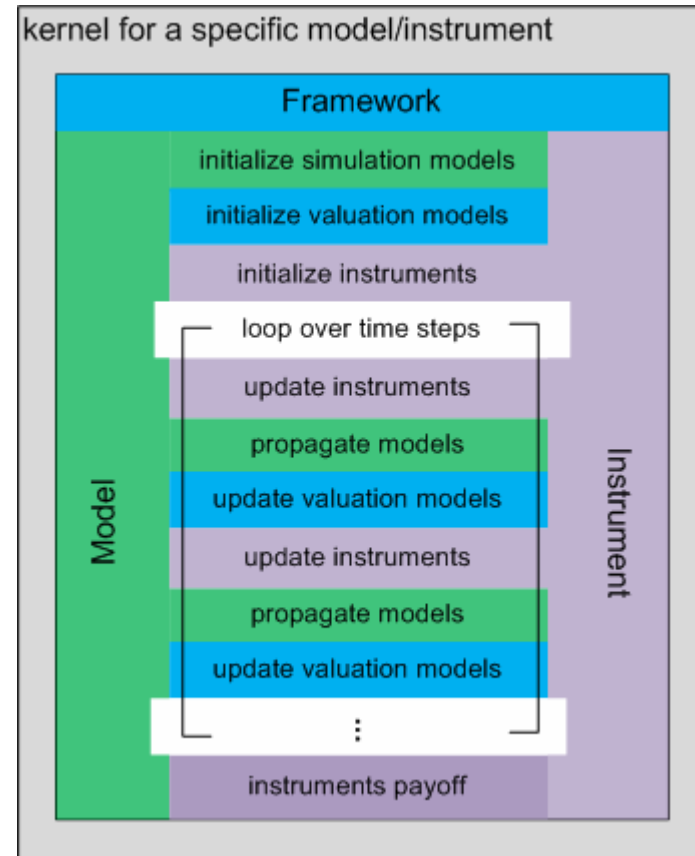 kernel for a specific model/instrument
Framework
initialize simulation models
initialize valuation models
initialize instruments
loop over time steps
update instruments
propagate models
update valuation models
update instruments
propagate models
update valuation models
⋮
instruments payoff
Model
Instrument